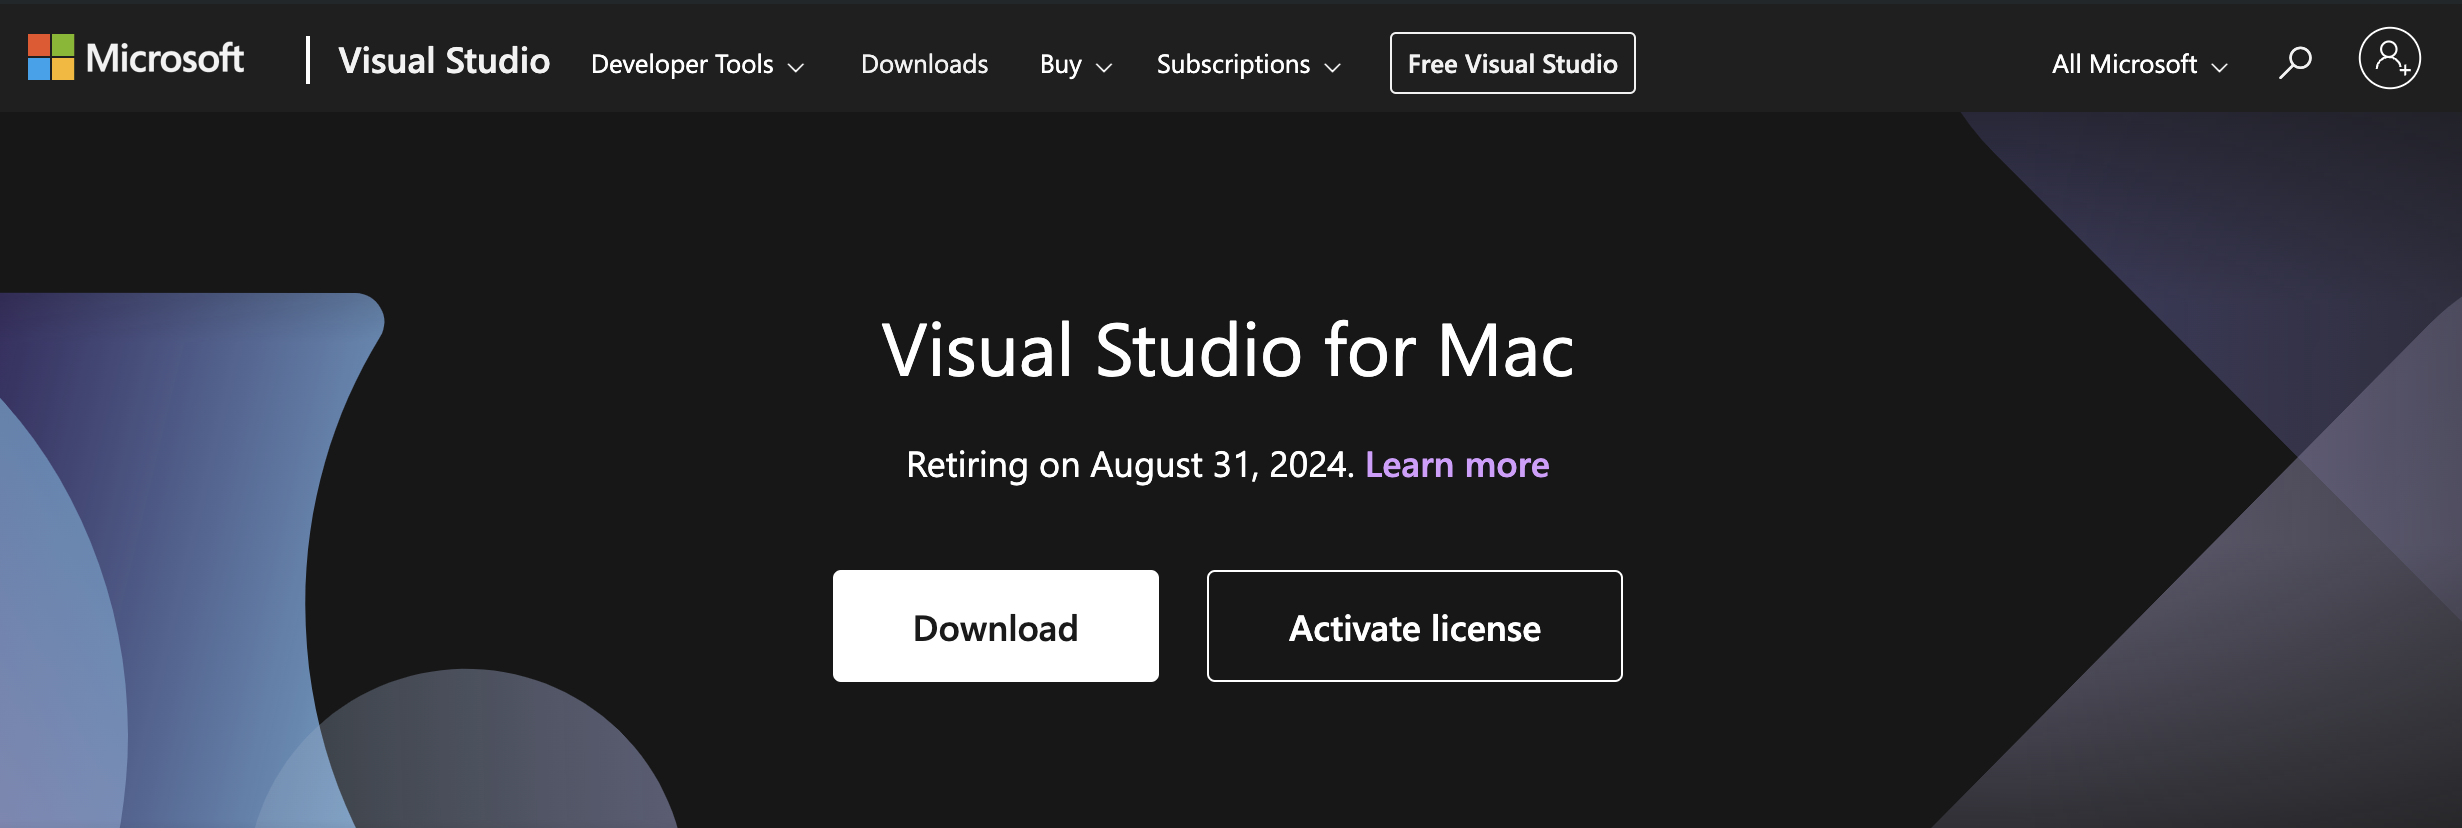 Microsoft Visual Studio Developer Tools Downloads Buy Subscriptions Free Visual Studio All Microsoft
Visual Studio for Mac
Retiring on August 31, 2024. Learn more
Download Activate license